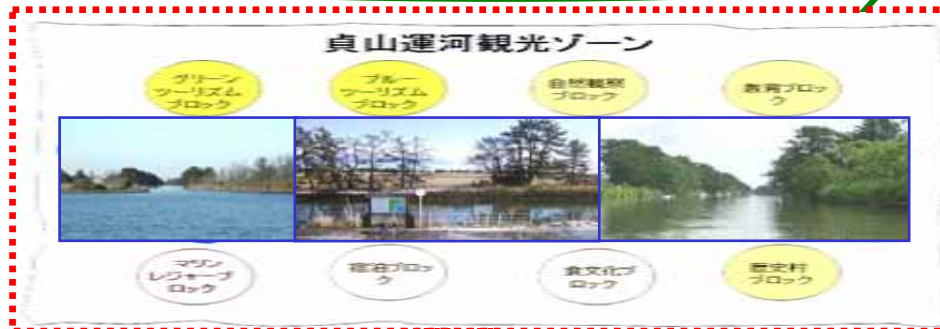 貞山運河観光ゾーン
グリーン
ツーリズム
ブロック
ブルー
ツーリズム
ブロック
自然観察
ブロック
教育ブロッ
ク
マリン
レジャーブ
ロック
宿泊ブロッ
ク
食文化ブ
ロック
歴史村
ブロック